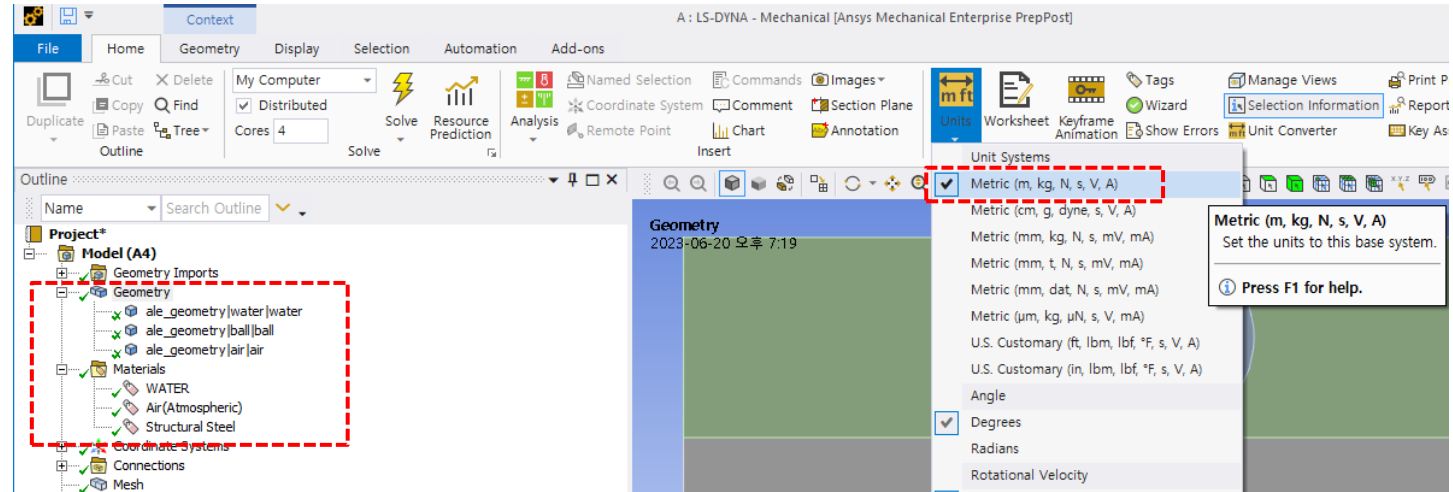 Context
A : LS-DYNA - Mechanical [Ansys Mechanical Enterprise PrepPost]
File Home Geometry Display Selection Automation Add-ons
Duplicate
Cut
Copy
Paste
Delete
Find
Tree
Outline
My Computer
Distributed
Cores 4
Solve
Resource
Prediction
Solve
Analysis
Named Selection
Coordinate System
Remote Point
Commands
Comment
Chart
Images
Section Plane
Annotation
Insert
m ft
Units
Worksheet
Keyframe
Animation
Tags
Wizard
Show Errors
Manage Views
Selection Information
Unit Converter
Print P
Report
Key As
Outline
Name
Search Outline
Project*
Model (A4)
Geometry Imports
Geometry
ale_geometry|water|water
ale_geometry|ball|ball
ale_geometry|air|air
Materials
WATER
Air(Atmospheric)
Structural Steel
Coordinate Systems
Connections
Mesh
Geometry
2023-06-20 오후 7:19
Unit Systems
Metric (m, kg, N, s, V, A)
Metric (cm, g, dyne, s, V, A)
Metric (mm, kg, N, s, mV, mA)
Metric (mm, t, N, s, mV, mA)
Metric (mm, dat, N, s, mV, mA)
Metric (µm, kg, µN, s, V, mA)
U.S. Customary (ft, lbm, lbf, °F, s, V, A)
U.S. Customary (in, lbm, lbf, °F, s, V, A)
Angle
Degrees
Radians
Rotational Velocity
Metric (m, kg, N, s, V, A)
Set the units to this base system.
Press F1 for help.